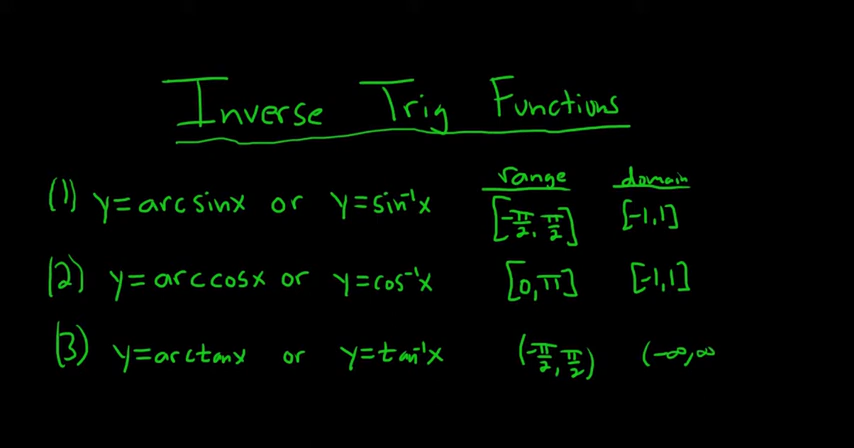 Inverse Trig Functions
range domain
(1) y=arcsinx or y=sin⁻¹x [-π/2, π/2] [-1,1]
(2) y=arccosx or y=cos⁻¹x [0,π] [-1,1]
(3) y=arctanx or y=tan⁻¹x (-π/2, π/2) (-∞,∞